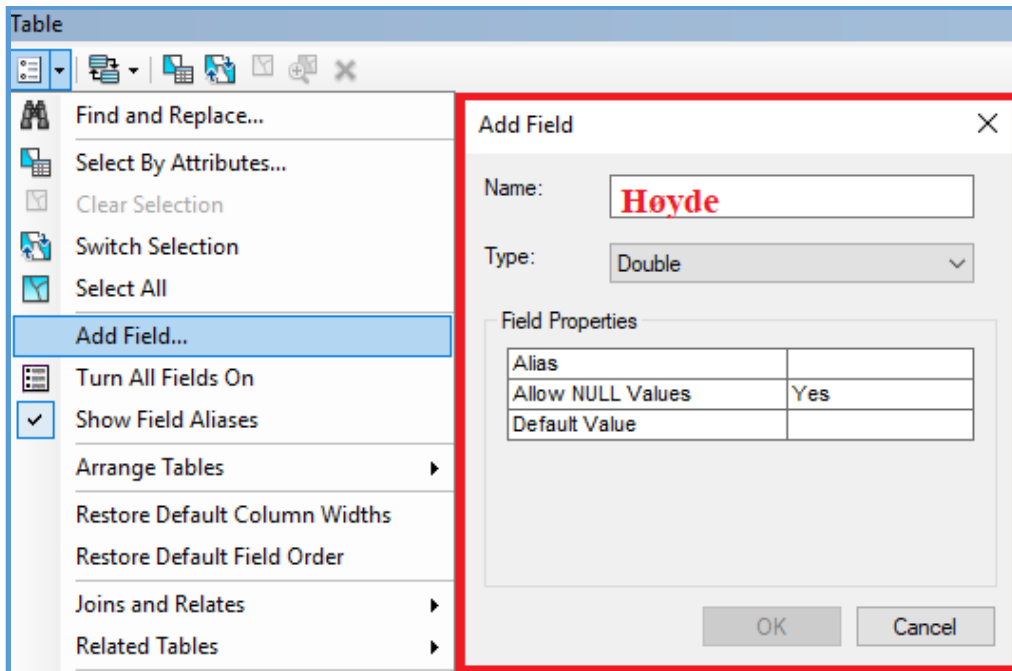 Table
Find and Replace...
Select By Attributes...
Clear Selection
Switch Selection
Select All
Add Field...
Turn All Fields On
Show Field Aliases
Arrange Tables
Restore Default Column Widths
Restore Default Field Order
Joins and Relates
Related Tables
Add Field
Name:
Høyde
Type:
Double
Field Properties
Alias
Allow NULL Values Yes
Default Value
OK Cancel